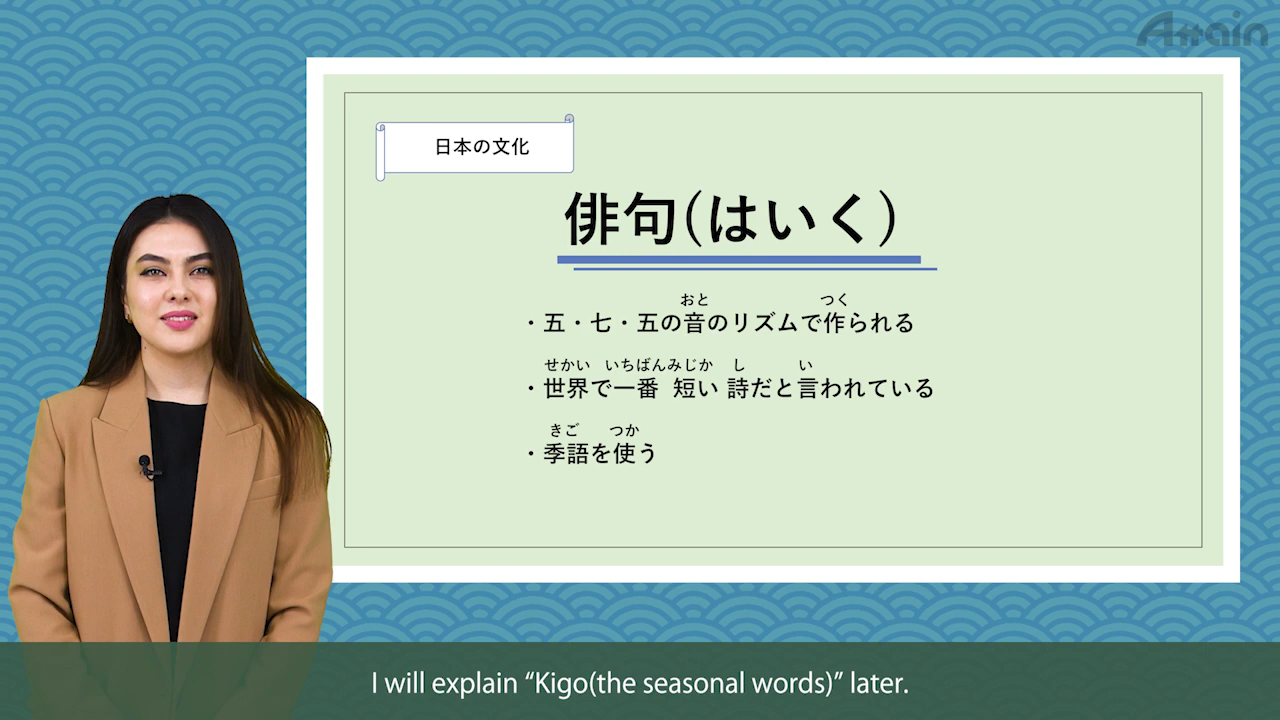 Attain
日本の文化
俳句(はいく)
おと つく
・五・七・五の音のリズムで作られる
せかい いちばんみじか し い
・世界で一番 短い 詩だと言われている
きご つか
・季語を使う
I will explain “Kigo(the seasonal words)” later.